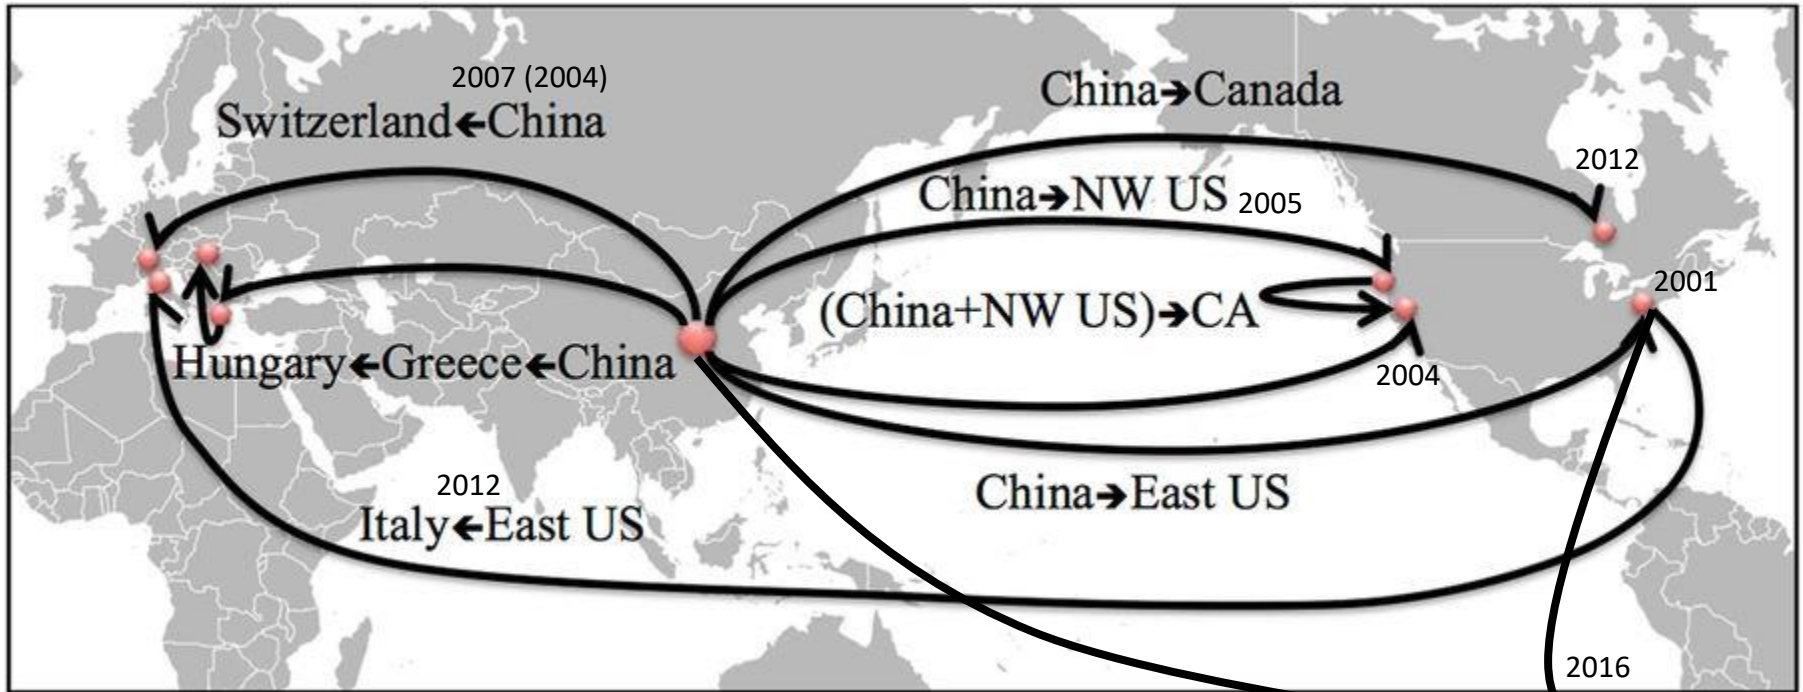 2007 (2004)
Switzerland←China
China→Canada
2012
China→NW US 2005
2001
(China+NW US)→CA
Hungary←Greece←China
2004
2012
Italy←East US
China→East US
2016